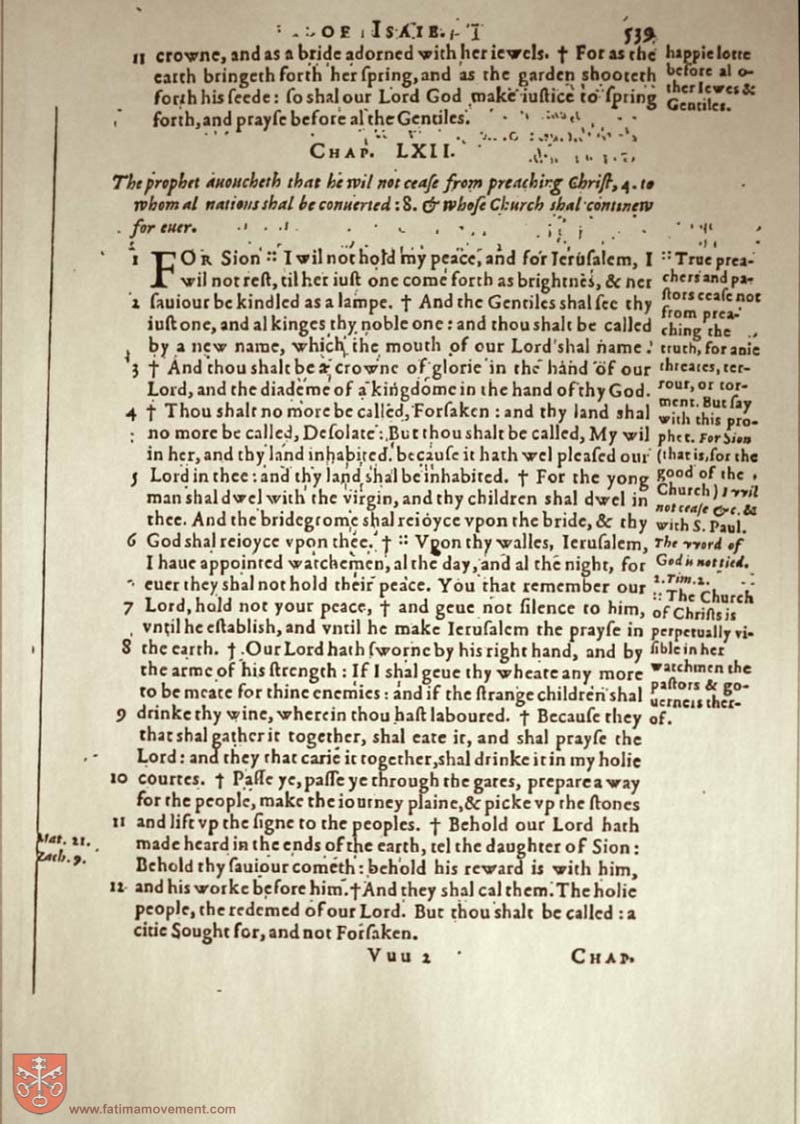 OF ISAIE.
539
11 crowne, and as a bride adorned with her iewels. † For as the
earth bringeth forth her spring, and as the garden shooteth
forth his seede: so shal our Lord God make iustice to spring
forth, and prayse before al the Gentiles.
happie lotte
before al o-
ther Iewes &
Gentiles.
CHAP. LXII.
The prophet auoucheth that he wil not cease from preaching Christ, 4. to
whom al nations shal be conuerted: 8. & whose Church shal continew
for euer.
1 FOR Sion :: I wil not hold my peace, and for Ierusalem, I
wil not rest, til her iust one come forth as brightnes, & her
2 sauiour be kindled as a lampe. † And the Gentiles shal see thy
iust one, and al kinges thy noble one: and thou shalt be called
by a new name, which the mouth of our Lord shal name.
3 † And thou shalt be a crowne of glorie in the hand of our
Lord, and the diademe of a kingdome in the hand of thy God.
4 † Thou shalt no more be called, Forsaken: and thy land shal
no more be called, Desolate: But thou shalt be called, My wil
in her, and thy land inhabited. because it hath wel pleased our
5 Lord in thee: and thy land shal be inhabited. † For the yong
man shal dwel with the virgin, and thy children shal dwel in
thee. And the bridegrome shal reioyce vpon the bride, & thy
6 God shal reioyce vpon thee. † :: Vpon thy walles, Ierusalem,
I haue appointed watchemen, al the day, and al the night, for
euer they shal not hold their peace. You that remember our
7 Lord, hold not your peace, † and geue not silence to him,
vntil he establish, and vntil he make Ierusalem the prayse in
8 the earth. † Our Lord hath sworne by his right hand, and by
the arme of his strength: If I shal geue thy wheate any more
to be meate for thine enemies: and if the strange children shal
9 drinke thy wine, wherein thou hast laboured. † Because they
that shal gather it together, shal eate it, and shal prayse the
Lord: and they that carie it together, shal drinke it in my holie
10 courtes. † Passe ye, passe ye through the gates, prepare a way
for the people, make the iourney plaine, & picke vp the stones
11 and lift vp the signe to the peoples. † Behold our Lord hath
made heard in the ends of the earth, tel the daughter of Sion:
Behold thy sauiour cometh: behold his reward is with him,
12 and his worke before him. † And they shal cal them: The holie
people, the redemed of our Lord. But thou shalt be called: a
citie Sought for, and not Forsaken.
:: True prea-
chers and pa-
stors cease not
from prea-
ching the
truth, for anie
threates, ter-
rour, or tor-
ment. But say
with this pro-
phet. For Sion
(that is, for the
good of the
Church) I wil
not cease &c. &
with S. Paul.
The word of
God is not tied.
2. Tim. 2.
:: The Church
of Christs is
perpetually vi-
sible in her
watchmen the
pastors & go-
uerners ther-
of.
Mat. 21.
Zach. 9.
Vuu 2
CHAP.
www.fatimamovement.com